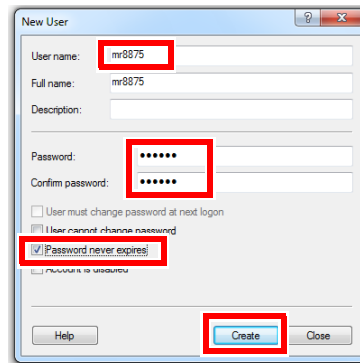 New User
User name: mr8875
Full name: mr8875
Description:
Password: ••••••
Confirm password: ••••••
User must change password at next logon
User cannot change password
Password never expires
Account is disabled
Help Create Close